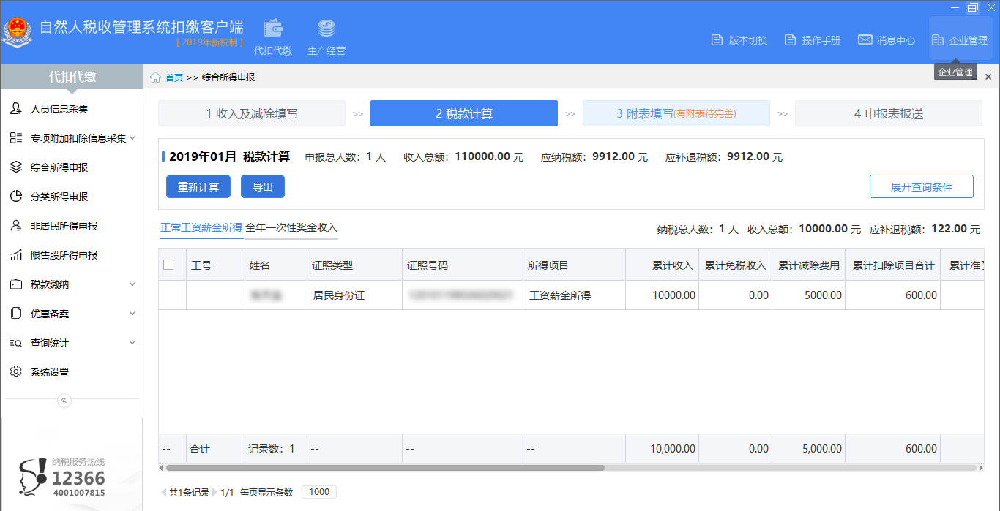 自然人税收管理系统扣缴客户端
[ 2019年新税制 ]
代扣代缴
生产经营
版本切换
操作手册
消息中心
企业管理
代扣代缴
首页 >> 综合所得申报
企业管理
人员信息采集
专项附加扣除信息采集
综合所得申报
分类所得申报
非居民所得申报
限售股所得申报
税款缴纳
优惠备案
查询统计
系统设置
纳税服务热线
12366
4001007815
1 收入及减除填写 >> 2 税款计算 >> 3 附表填写(有附表待完善) >> 4 申报表报送
2019年01月 税款计算 申报总人数：1 人 收入总额：110000.00 元 应纳税额：9912.00 元 应补退税额：9912.00 元
重新计算 导出 展开查询条件
正常工资薪金所得 全年一次性奖金收入
纳税总人数：1 人 收入总额：10000.00 元 应补退税额：122.00 元
工号 姓名 证照类型 证照号码 所得项目 累计收入 累计免税收入 累计减除费用 累计扣除项目合计 累计准
居民身份证 工资薪金所得 10000.00 0.00 5000.00 600.00
-- 合计 记录数：1 -- -- -- 10,000.00 0.00 5,000.00 600.00
共1条记录 1/1 每页显示条数 1000